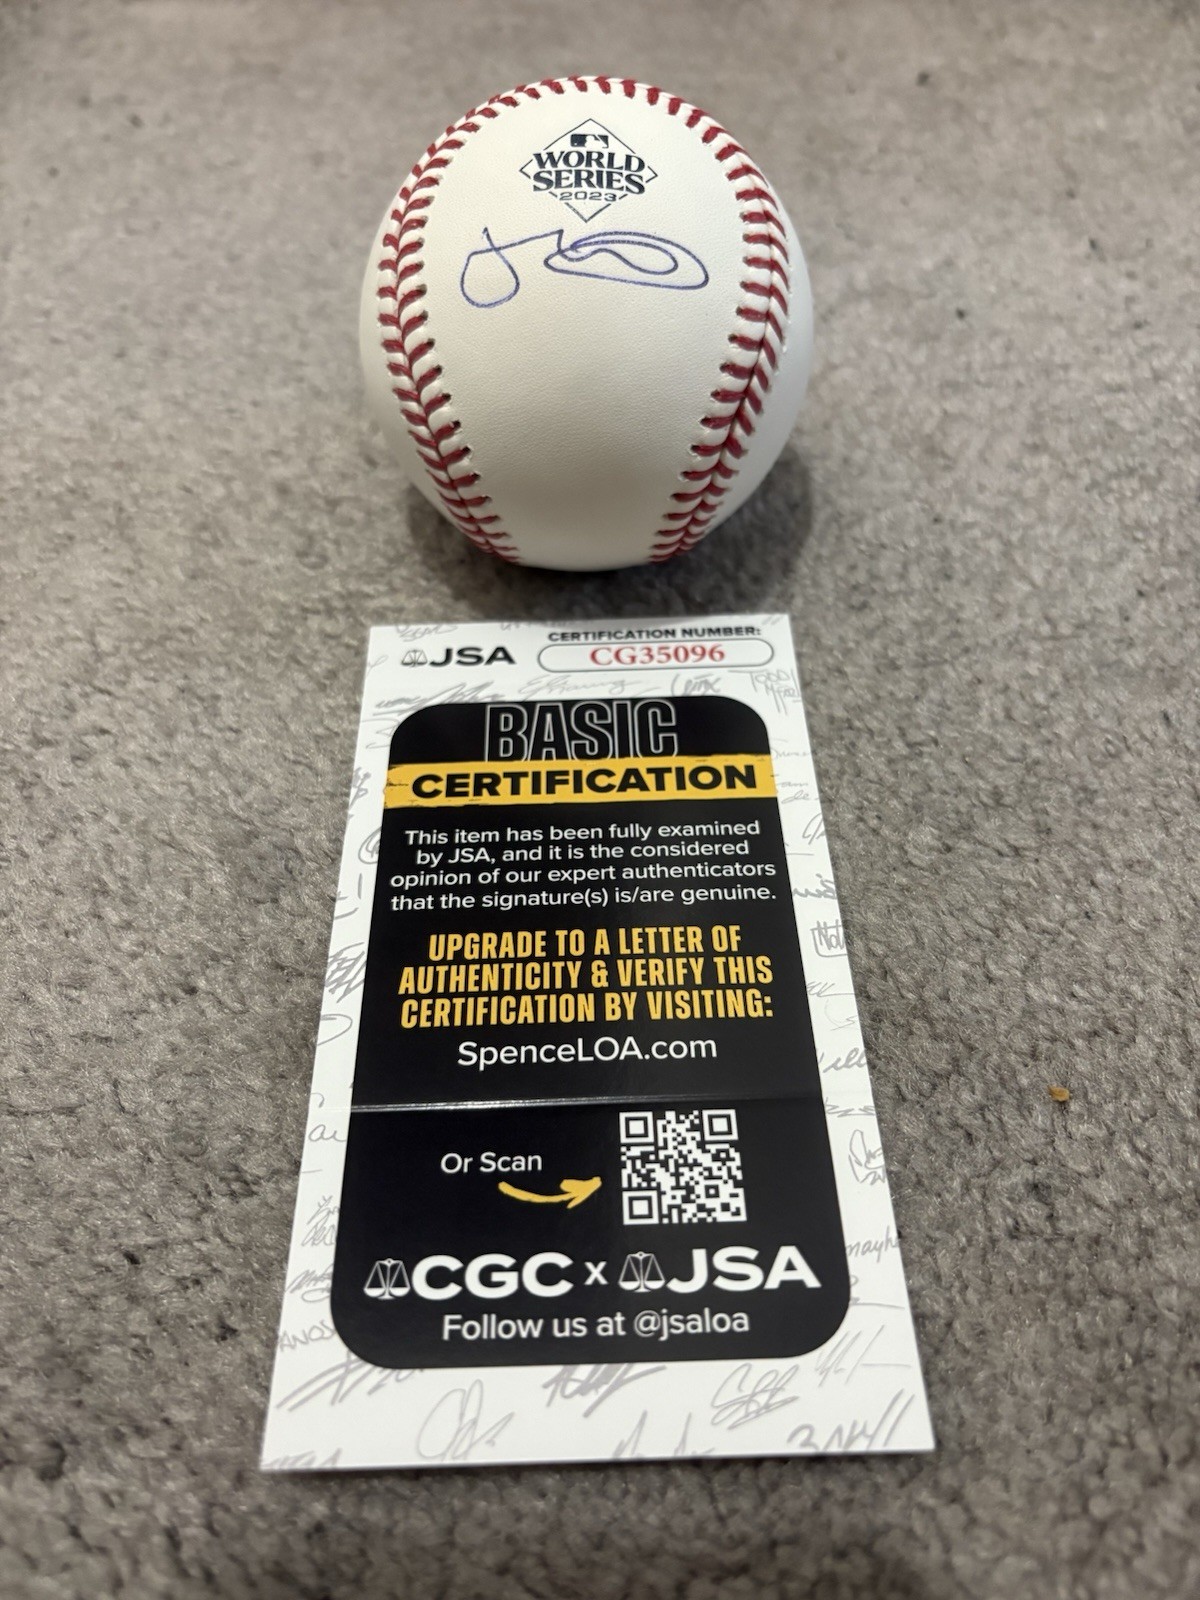 WORLD
SERIES
2023
JSA
CERTIFICATION NUMBER:
CG35096
BASIC
CERTIFICATION
This item has been fully examined
by JSA, and it is the considered
opinion of our expert authenticators
that the signature(s) is/are genuine.
UPGRADE TO A LETTER OF
AUTHENTICITY & VERIFY THIS
CERTIFICATION BY VISITING:
SpenceLOA.com
Or Scan
CGC x JSA
Follow us at @jsaloa